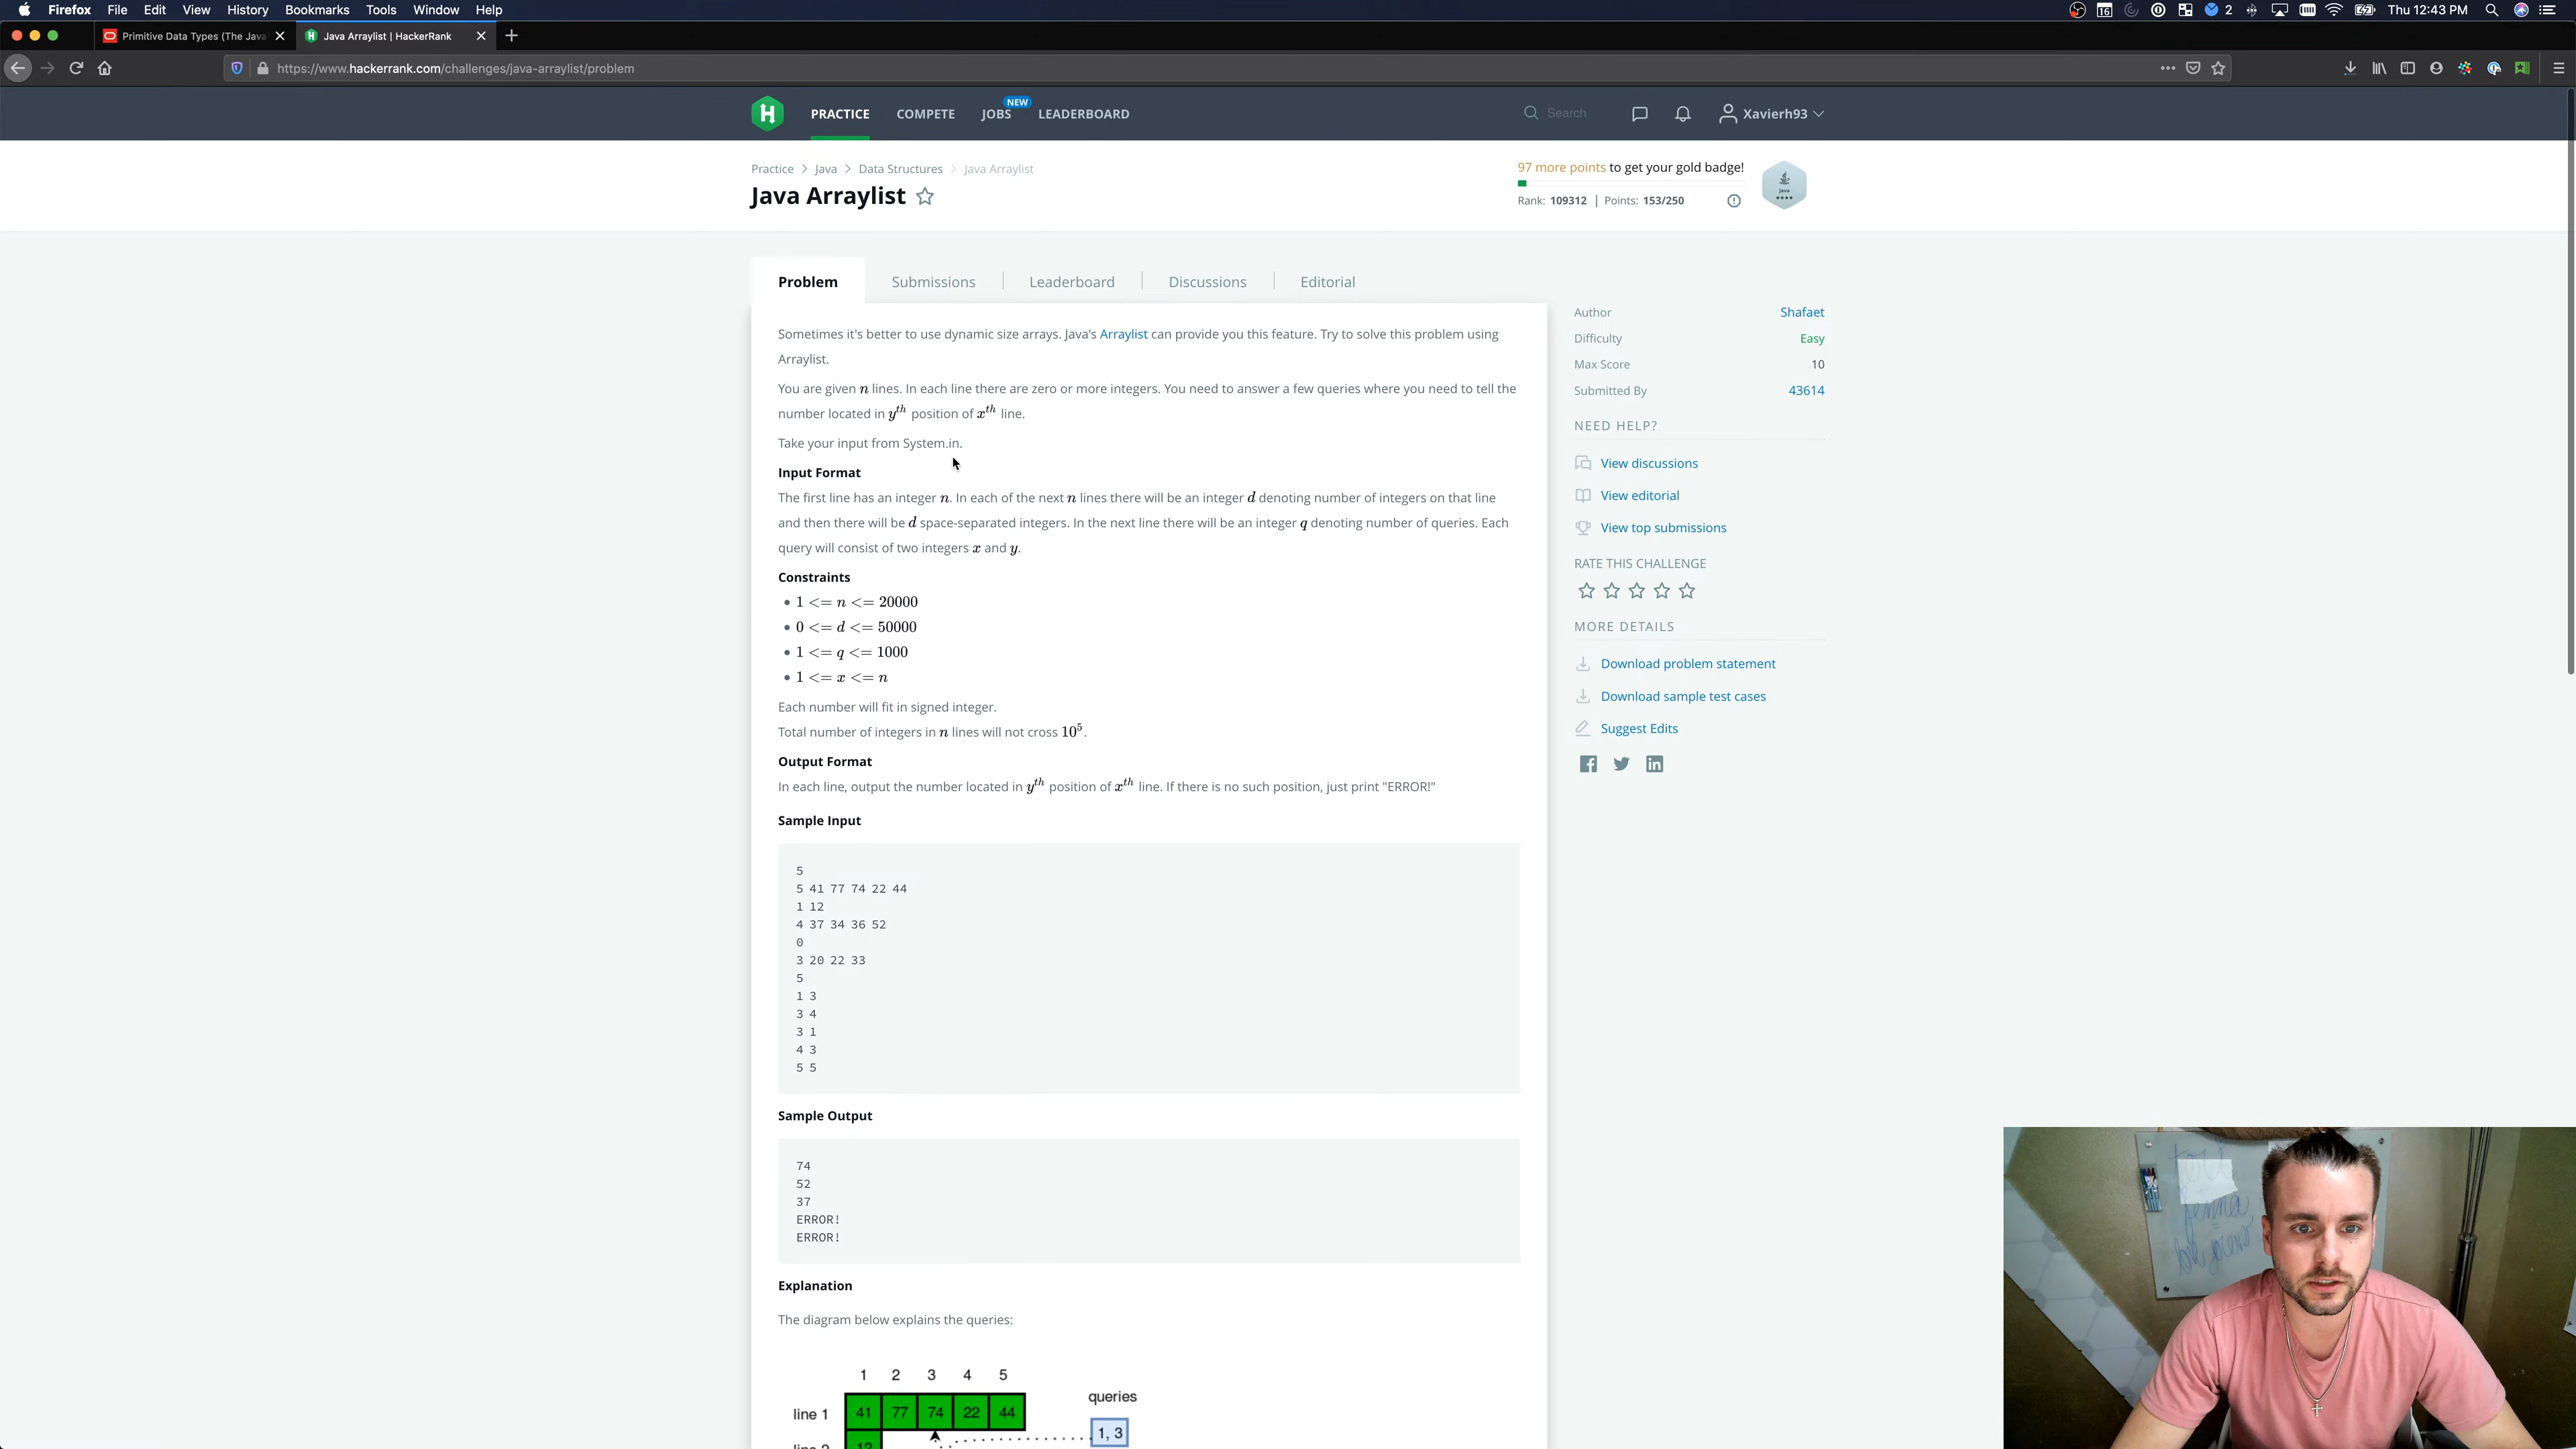 Firefox File Edit View History Bookmarks Tools Window Help
16 2 Thu 12:43 PM
Primitive Data Types (The Java
Java Arraylist | HackerRank
https://www.hackerrank.com/challenges/java-arraylist/problem
H PRACTICE COMPETE JOBS NEW LEADERBOARD Search Xavierh93
Practice > Java > Data Structures > Java Arraylist
Java Arraylist
97 more points to get your gold badge!
Rank: 109312 | Points: 153/250
Java
Problem Submissions Leaderboard Discussions Editorial
Sometimes it's better to use dynamic size arrays. Java's Arraylist can provide you this feature. Try to solve this problem using
Arraylist.
You are given n lines. In each line there are zero or more integers. You need to answer a few queries where you need to tell the
number located in yth position of xth line.
Take your input from System.in.
Input Format
The first line has an integer n. In each of the next n lines there will be an integer d denoting number of integers on that line
and then there will be d space-separated integers. In the next line there will be an integer q denoting number of queries. Each
query will consist of two integers x and y.
Constraints
• 1 <= n <= 20000
• 0 <= d <= 50000
• 1 <= q <= 1000
• 1 <= x <= n
Each number will fit in signed integer.
Total number of integers in n lines will not cross 10^5.
Output Format
In each line, output the number located in yth position of xth line. If there is no such position, just print "ERROR!"
Sample Input
5
5 41 77 74 22 44
1 12
4 37 34 36 52
0
3 20 22 33
5
1 3
3 4
3 1
4 3
5 5
Sample Output
74
52
37
ERROR!
ERROR!
Explanation
The diagram below explains the queries:
1 2 3 4 5
queries
line 1 41 77 74 22 44
1, 3
Author Shafaet
Difficulty Easy
Max Score 10
Submitted By 43614
NEED HELP?
View discussions
View editorial
View top submissions
RATE THIS CHALLENGE
MORE DETAILS
Download problem statement
Download sample test cases
Suggest Edits